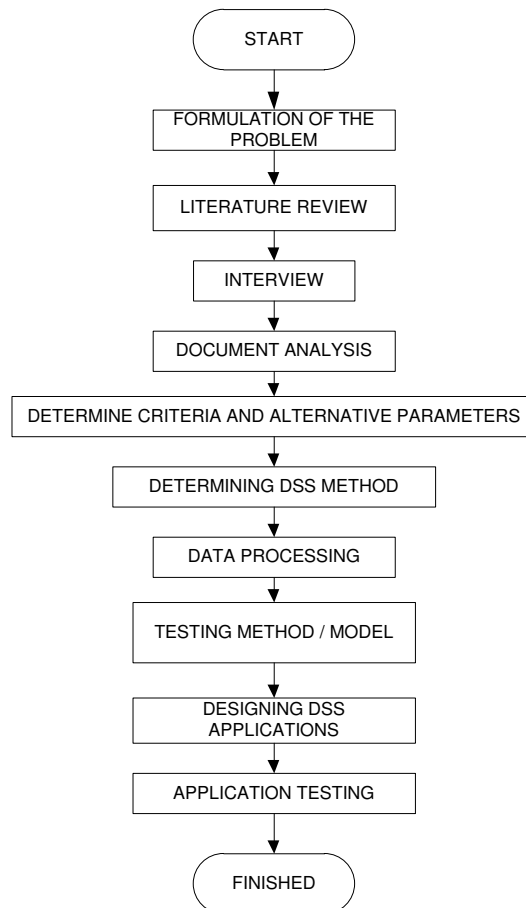 START
FORMULATION OF THE
PROBLEM
LITERATURE REVIEW
INTERVIEW
DOCUMENT ANALYSIS
DETERMINE CRITERIA AND ALTERNATIVE PARAMETERS
DETERMINING DSS METHOD
DATA PROCESSING
TESTING METHOD / MODEL
DESIGNING DSS
APPLICATIONS
APPLICATION TESTING
FINISHED